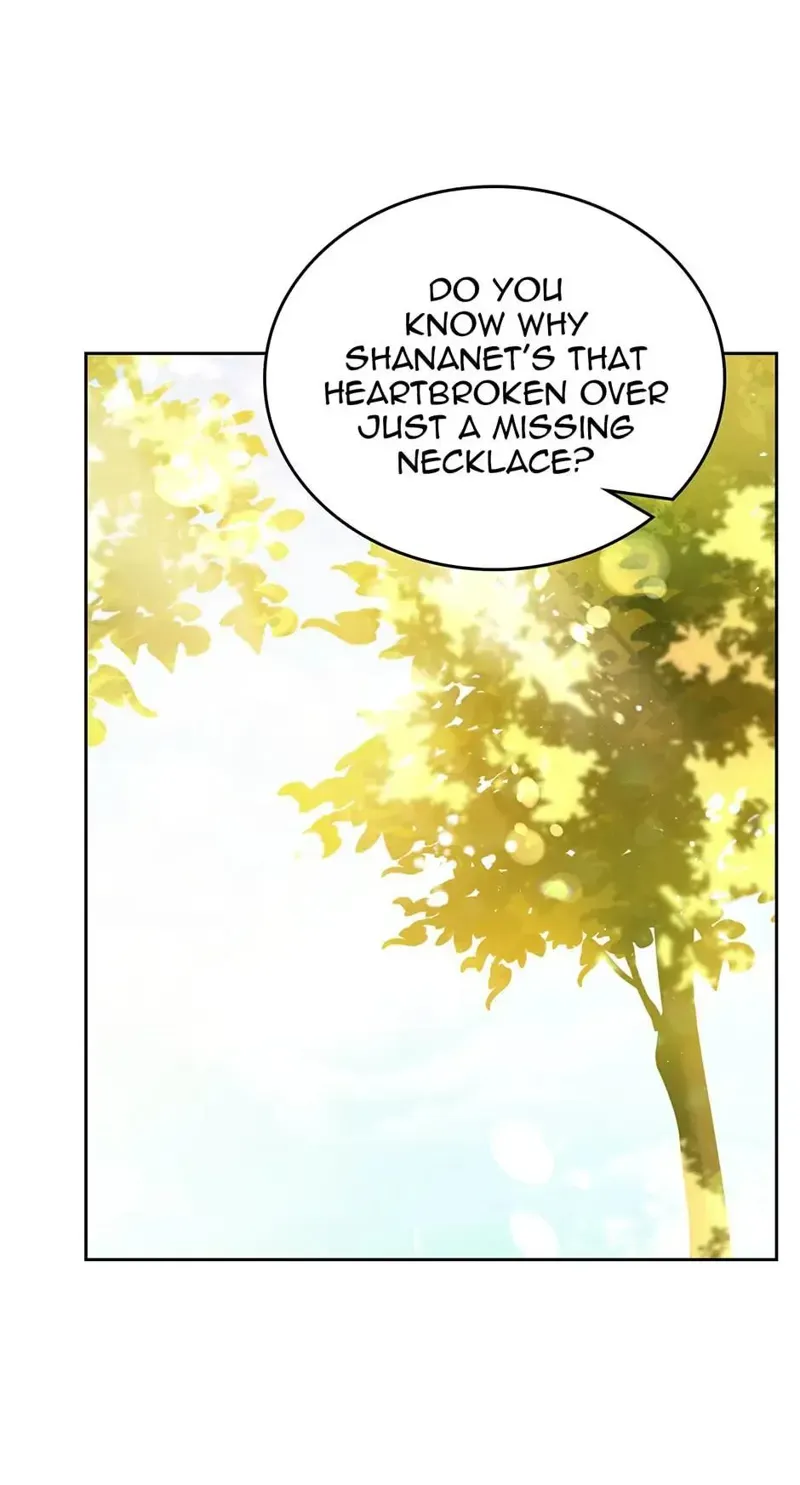 DO YOU
KNOW WHY
SHANANET'S THAT
HEARTBROKEN OVER
JUST A MISSING
NECKLACE?